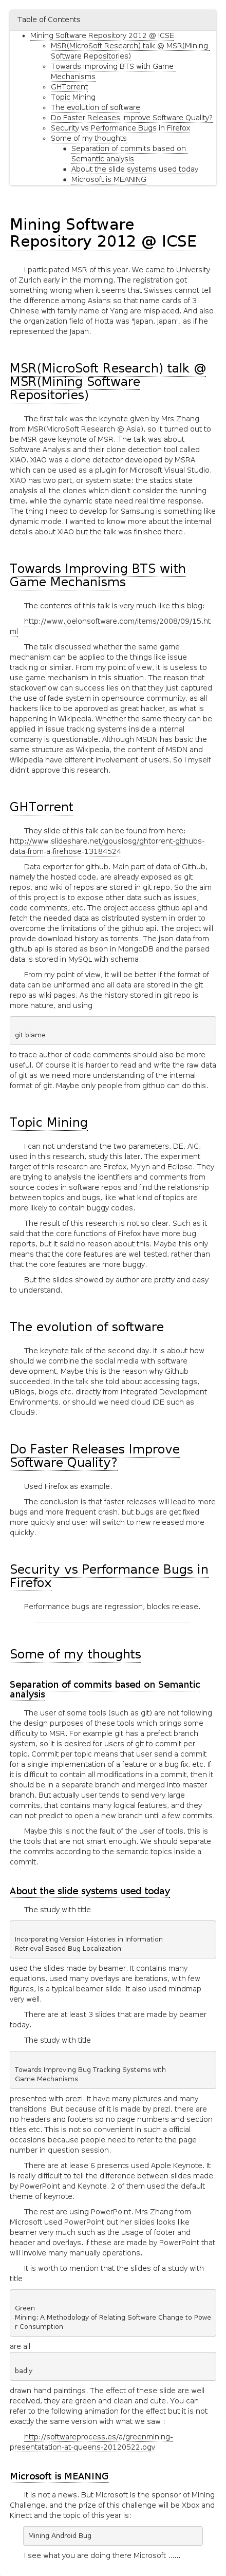 Table of Contents
Mining Software Repository 2012 @ ICSE
MSR(MicroSoft Research) talk @ MSR(Mining
Software Repositories)
Towards Improving BTS with Game
Mechanisms
GHTorrent
Topic Mining
The evolution of software
Do Faster Releases Improve Software Quality?
Security vs Performance Bugs in Firefox
Some of my thoughts
Separation of commits based on
Semantic analysis
About the slide systems used today
Microsoft is MEANING
Mining Software
Repository 2012 @ ICSE
I participated MSR of this year. We came to University
of Zurich early in the morning. The registration got
something wrong when it seems that Swisses cannot tell
the difference among Asians so that name cards of 3
Chinese with family name of Yang are misplaced. And also
the organization field of Hotta was "Japan, Japan", as if he
represented the Japan.
MSR(MicroSoft Research) talk @
MSR(Mining Software
Repositories)
The first talk was the keynote given by Mrs Zhang
from MSR(MicroSoft Research @ Asia), so it turned out to
be MSR gave keynote of MSR. The talk was about
Software Analysis and their clone detection tool called
XIAO. XIAO was a clone detector developed by MSRA
which can be used as a plugin for Microsoft Visual Studio.
XIAO has two part, or system state: the statics state
analysis all the clones which didn't consider the running
time, while the dynamic state need real time response.
The thing I need to develop for Samsung is something like
dynamic mode. I wanted to know more about the internal
details about XIAO but the talk was finished there.
Towards Improving BTS with
Game Mechanisms
The contents of this talk is very much like this blog:
http://www.joelonsoftware.com/items/2008/09/15.ht
ml
The talk discussed whether the same game
mechanism can be applied to the things like issue
tracking or similar. From my point of view, it is useless to
use game mechanism in this situation. The reason that
stackoverflow can success lies on that they just captured
the use of fade system in opensource community, as all
hackers like to be approved as great hacker, as what is
happening in Wikipedia. Whether the same theory can be
applied in issue tracking systems inside a internal
company is questionable. Although MSDN has basic the
same structure as Wikipedia, the content of MSDN and
Wikipedia have different involvement of users. So I myself
didn't approve this research.
GHTorrent
They slide of this talk can be found from here:
http://www.slideshare.net/gousiosg/ghtorrent-githubs-
data-from-a-firehose-13184524
Data exporter for github. Main part of data of Github,
namely the hosted code, are already exposed as git
repos, and wiki of repos are stored in git repo. So the aim
of this project is to expose other data such as issues,
code comments, etc . The project access github api and
fetch the needed data as distributed system in order to
overcome the limitations of the github api. The project will
provide download history as torrents. The json data from
github api is stored as bson in MongoDB and the parsed
data is stored in MySQL with schema.
From my point of view, it will be better if the format of
data can be uniformed and all data are stored in the git
repo as wiki pages. As the history stored in git repo is
more nature, and using
git blame
to trace author of code comments should also be more
useful. Of course it is harder to read and write the raw data
of git as we need more understanding of the internal
format of git. Maybe only people from github can do this.
Topic Mining
I can not understand the two parameters, DE, AIC,
used in this research, study this later. The experiment
target of this research are Firefox, Mylyn and Eclipse. They
are trying to analysis the identifiers and comments from
source codes in software repos and find the relationship
between topics and bugs, like what kind of topics are
more likely to contain buggy codes.
The result of this research is not so clear. Such as it
said that the core functions of Firefox have more bug
reports, but it said no reason about this. Maybe this only
means that the core features are well tested, rather than
that the core features are more buggy.
But the slides showed by author are pretty and easy
to understand.
The evolution of software
The keynote talk of the second day. It is about how
should we combine the social media with software
development. Maybe this is the reason why Github
succeeded. In the talk she told about accessing tags,
uBlogs, blogs etc. directly from Integrated Development
Environments, or should we need cloud IDE such as
Cloud9.
Do Faster Releases Improve
Software Quality?
Used Firefox as example.
The conclusion is that faster releases will lead to more
bugs and more frequent crash, but bugs are get fixed
more quickly and user will switch to new released more
quickly.
Security vs Performance Bugs in
Firefox
Performance bugs are regression, blocks release.
Some of my thoughts
Separation of commits based on Semantic
analysis
The user of some tools (such as git) are not following
the design purposes of these tools which brings some
difficulty to MSR. For example git has a prefect branch
system, so it is desired for users of git to commit per
topic. Commit per topic means that user send a commit
for a single implementation of a feature or a bug fix, etc. If
it is difficult to contain all modifications in a commit, then it
should be in a separate branch and merged into master
branch. But actually user tends to send very large
commits, that contains many logical features, and they
can not predict to open a new branch until a few commits.
Maybe this is not the fault of the user of tools, this is
the tools that are not smart enough. We should separate
the commits according to the semantic topics inside a
commit.
About the slide systems used today
The study with title
Incorporating Version Histories in Information
Retrieval Based Bug Localization
used the slides made by beamer. It contains many
equations, used many overlays are iterations, with few
figures, is a typical beamer slide. It also used mindmap
very well.
There are at least 3 slides that are made by beamer
today.
The study with title
Towards Improving Bug Tracking Systems with
Game Mechanisms
presented with prezi. It have many pictures and many
transitions. But because of it is made by prezi, there are
no headers and footers so no page numbers and section
titles etc. This is not so convenient in such a official
occasions because people need to refer to the page
number in question session.
There are at lease 6 presents used Apple Keynote. It
is really difficult to tell the difference between slides made
by PowerPoint and Keynote. 2 of them used the default
theme of keynote.
The rest are using PowerPoint. Mrs Zhang from
Microsoft used PowerPoint but her slides looks like
beamer very much such as the usage of footer and
header and overlays. If these are made by PowerPoint that
will involve many manually operations.
It is worth to mention that the slides of a study with
title
Green
Mining: A Methodology of Relating Software Change to Powe
r Consumption
are all
badly
drawn hand paintings. The effect of these slide are well
received, they are green and clean and cute. You can
refer to the following animation for the effect but it is not
exactly the same version with what we saw :
http://softwareprocess.es/a/greenmining-
presentatation-at-queens-20120522.ogv
Microsoft is MEANING
It is not a news. But Microsoft is the sponsor of Mining
Challenge, and the prize of this challenge will be Xbox and
Kinect and the topic of this year is:
Mining Android Bug
I see what you are doing there Microsoft ......